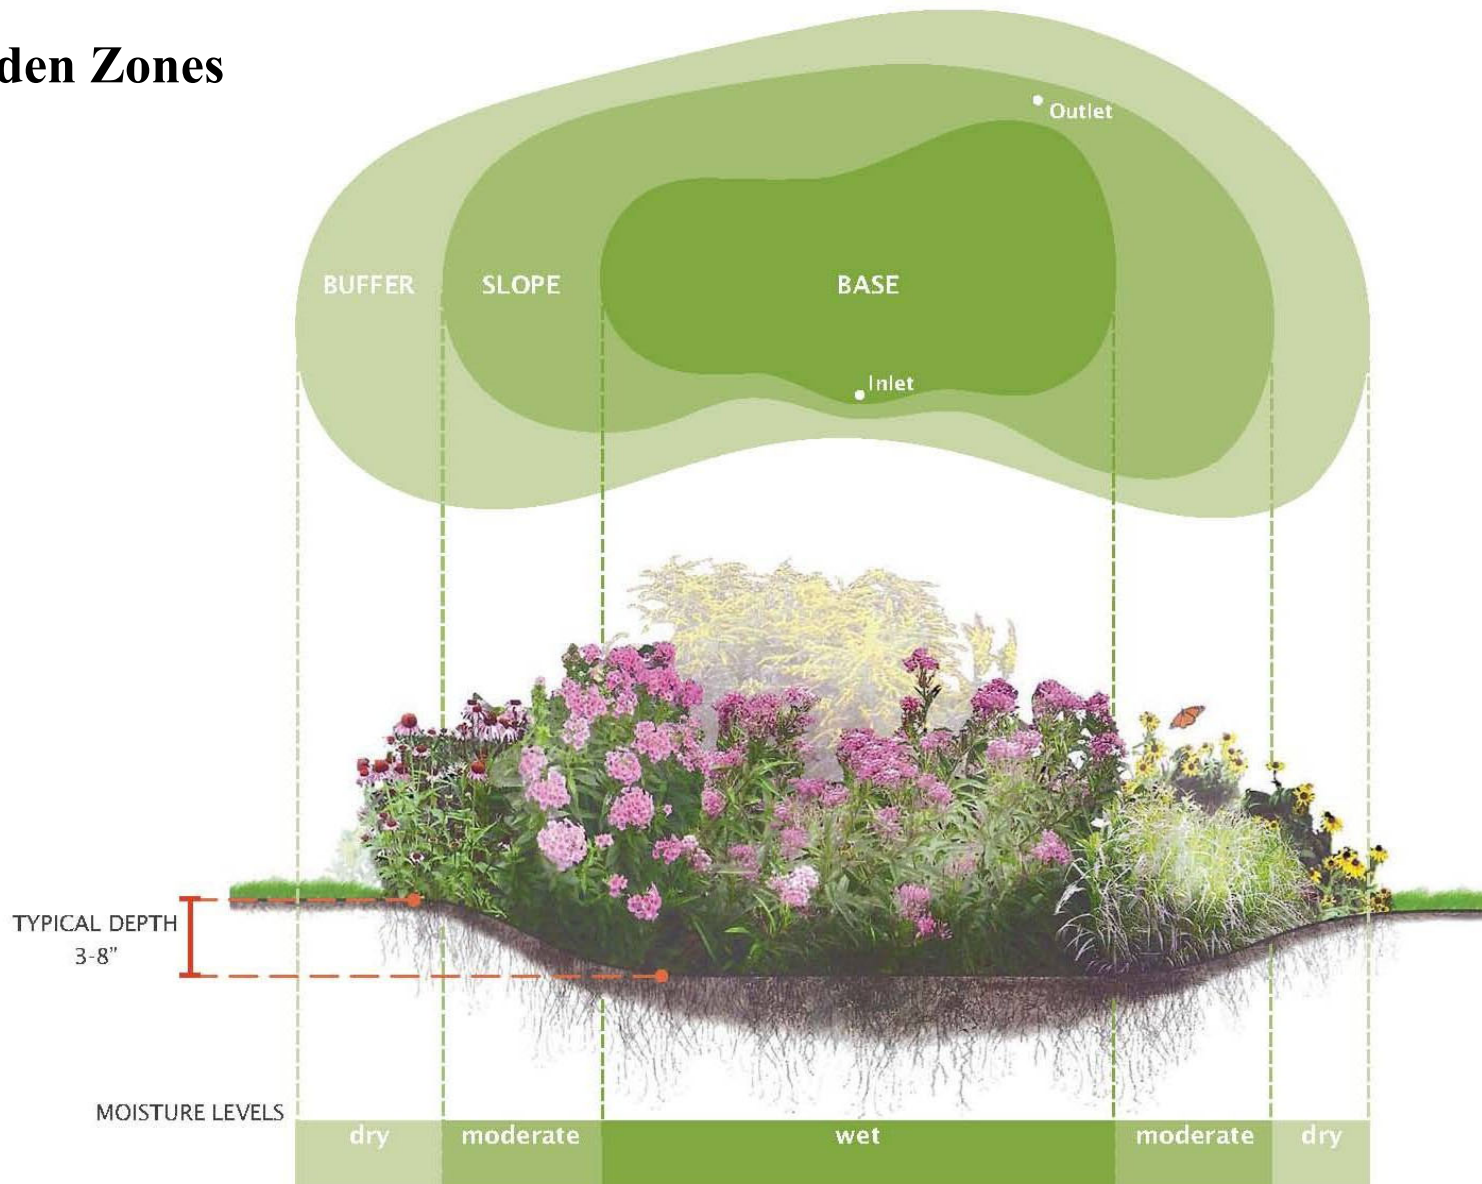 den Zones
Outlet
BUFFER
SLOPE
BASE
Inlet
TYPICAL DEPTH
3-8”
MOISTURE LEVELS
dry
moderate
wet
moderate
dry